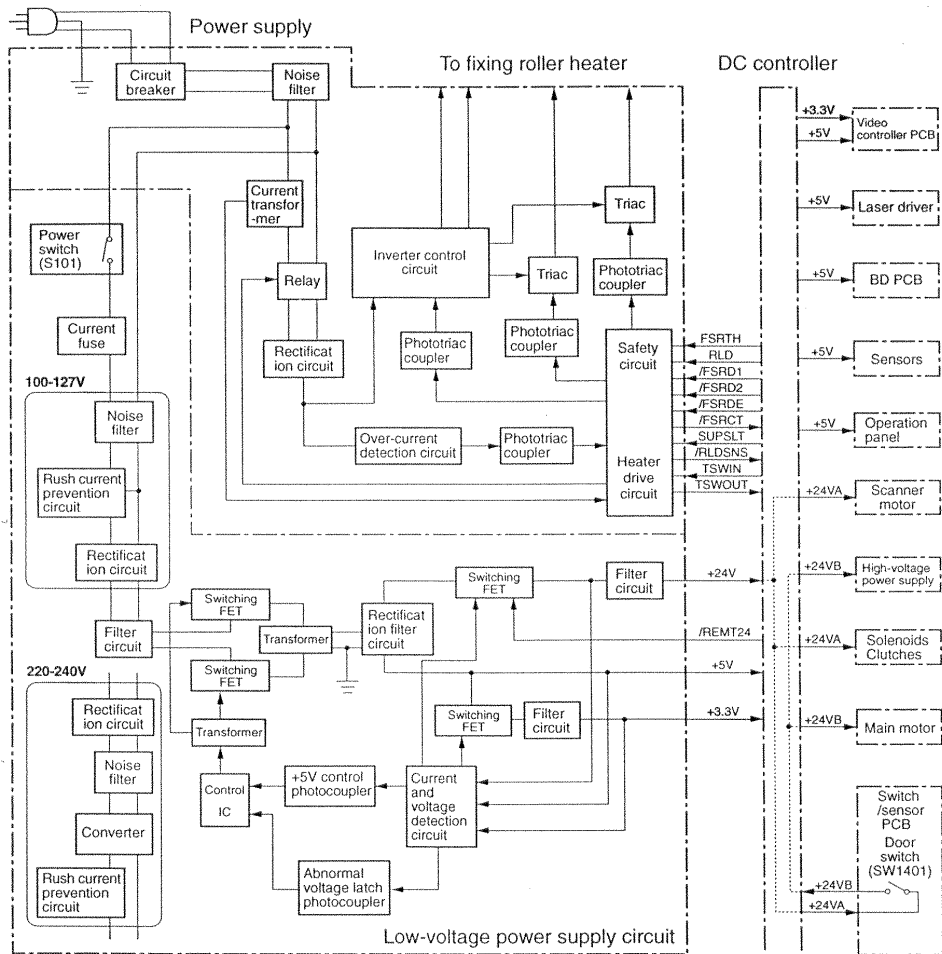 Power supply
To fixing roller heater
DC controller
Circuit
breaker
Noise
filter
Current
transfor
-mer
Power
switch
(S101)
Relay
Inverter control
circuit
Triac
Triac
Phototriac
coupler
Phototriac
coupler
Phototriac
coupler
Current
fuse
Rectificat
ion circuit
Safety
circuit
Heater
drive
circuit
100-127V
Noise
filter
Over-current
detection circuit
Phototriac
coupler
Rush current
prevention
circuit
Rectificat
ion circuit
FSRTH
RLD
/FSRD1
/FSRD2
/FSRDE
/FSRCT
SUPSLT
/RLDSNS
TSWIN
TSWOUT
+3.3V
+5V
Video
controller PCB
+5V
Laser driver
+5V
BD PCB
+5V
Sensors
+5V
Operation
panel
+24VA
Scanner
motor
+24VB
High-voltage
power supply
+24VA
Solenoids
Clutches
+24VB
Main motor
Switch
/sensor
PCB
Door
switch
(SW1401)
+24VB
+24VA
Filter
circuit
Switching
FET
Switching
FET
Transformer
Rectificat
ion filter
circuit
Switching
FET
Filter
circuit
+24V
/REMT24
+5V
Switching
FET
Filter
circuit
+3.3V
Transformer
220-240V
Rectificat
ion circuit
Noise
filter
Converter
Rush current
prevention
circuit
Control
IC
+5V control
photocoupler
Current
and
voltage
detection
circuit
Abnormal
voltage latch
photocoupler
Low-voltage power supply circuit